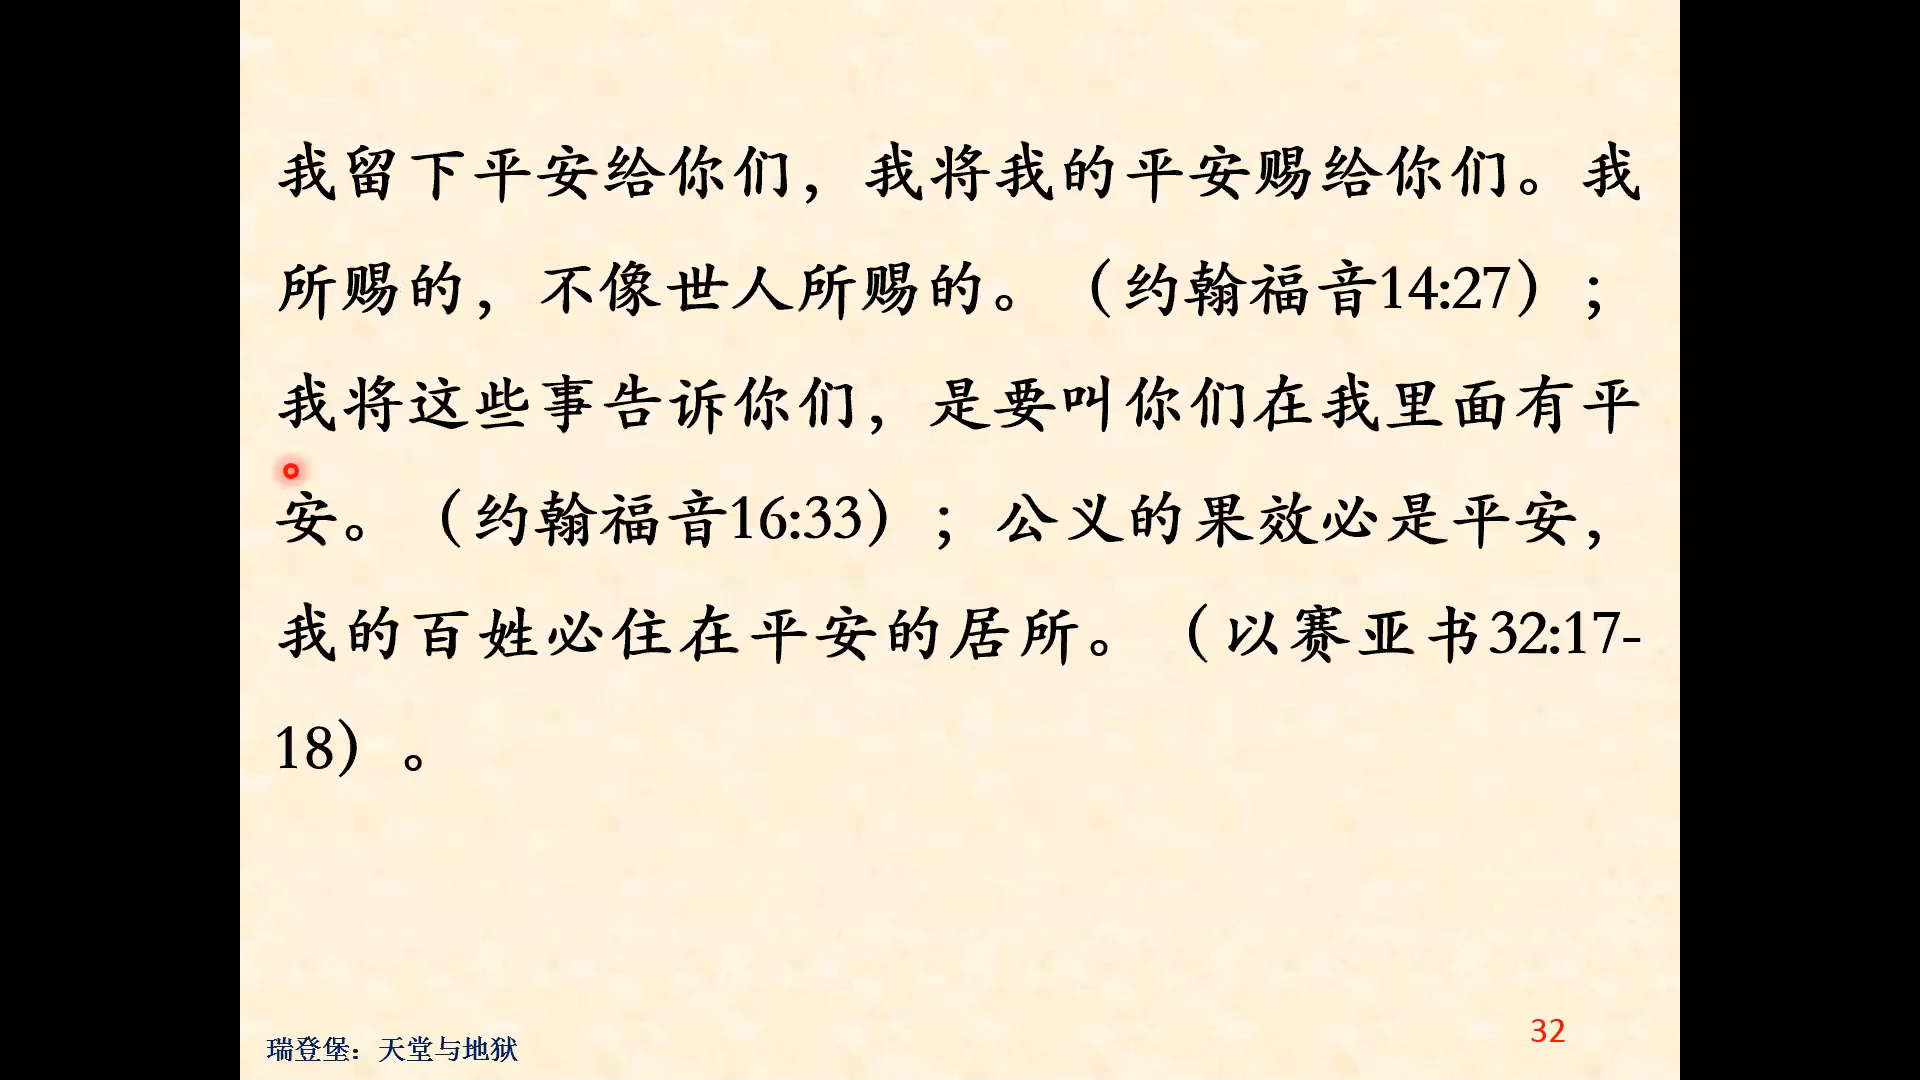 我留下平安给你们，我将我的平安赐给你们。我
所赐的，不像世人所赐的。（约翰福音14:27）；
我将这些事告诉你们，是要叫你们在我里面有平
安。（约翰福音16:33）；公义的果效必是平安，
我的百姓必住在平安的居所。（以赛亚书32:17-
18）。
瑞登堡：天堂与地狱
32